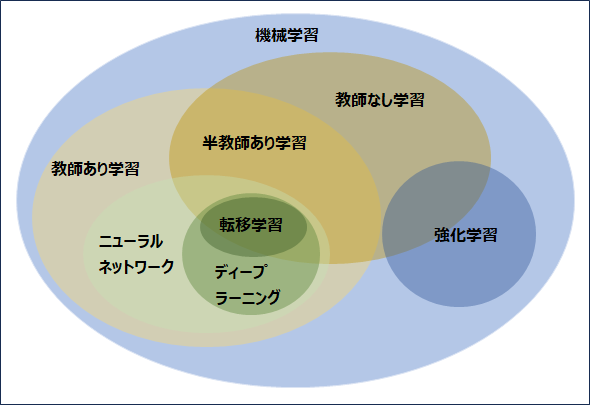 機械学習
教師なし学習
半教師あり学習
教師あり学習
転移学習
強化学習
ニューラル
ネットワーク
ディープ
ラーニング